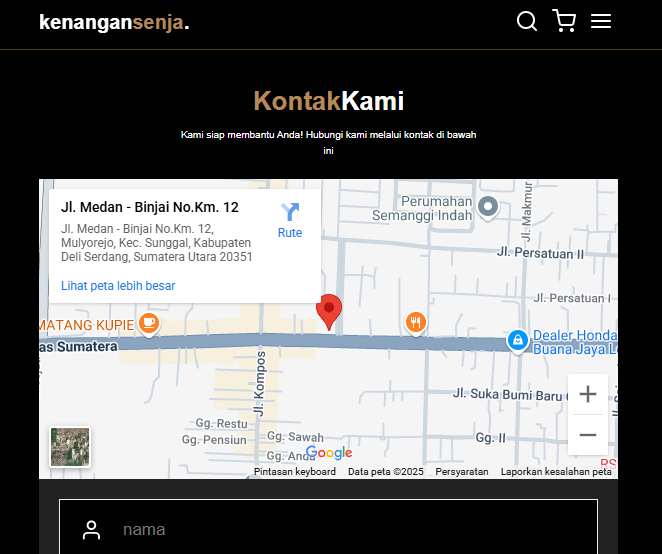 kenangansenja.
KontakKami
Kami siap membantu Anda! Hubungi kami melalui kontak di bawah
ini
Jl. Medan - Binjai No.Km. 12
Jl. Medan - Binjai No.Km. 12,
Mulyorejo, Kec. Sunggal, Kabupaten
Deli Serdang, Sumatera Utara 20351
Rute
Lihat peta lebih besar
Perumahan
Semanggi Indah
Jl. Makmur
Jl. Persatuan II
Jl. Persatuan I
MATANG KUPIE
as Sumatera
Dealer Honda
Buana Jaya L
Jl. Kompos
Jl. Suka Bumi Baru
Gg. Restu
Gg. Pensiun
Gg. Sawah
Gg. Anda
Gg. II
Google
RS
Pintasan keyboard
Data peta ©2025
Persyaratan
Laporkan kesalahan peta
nama